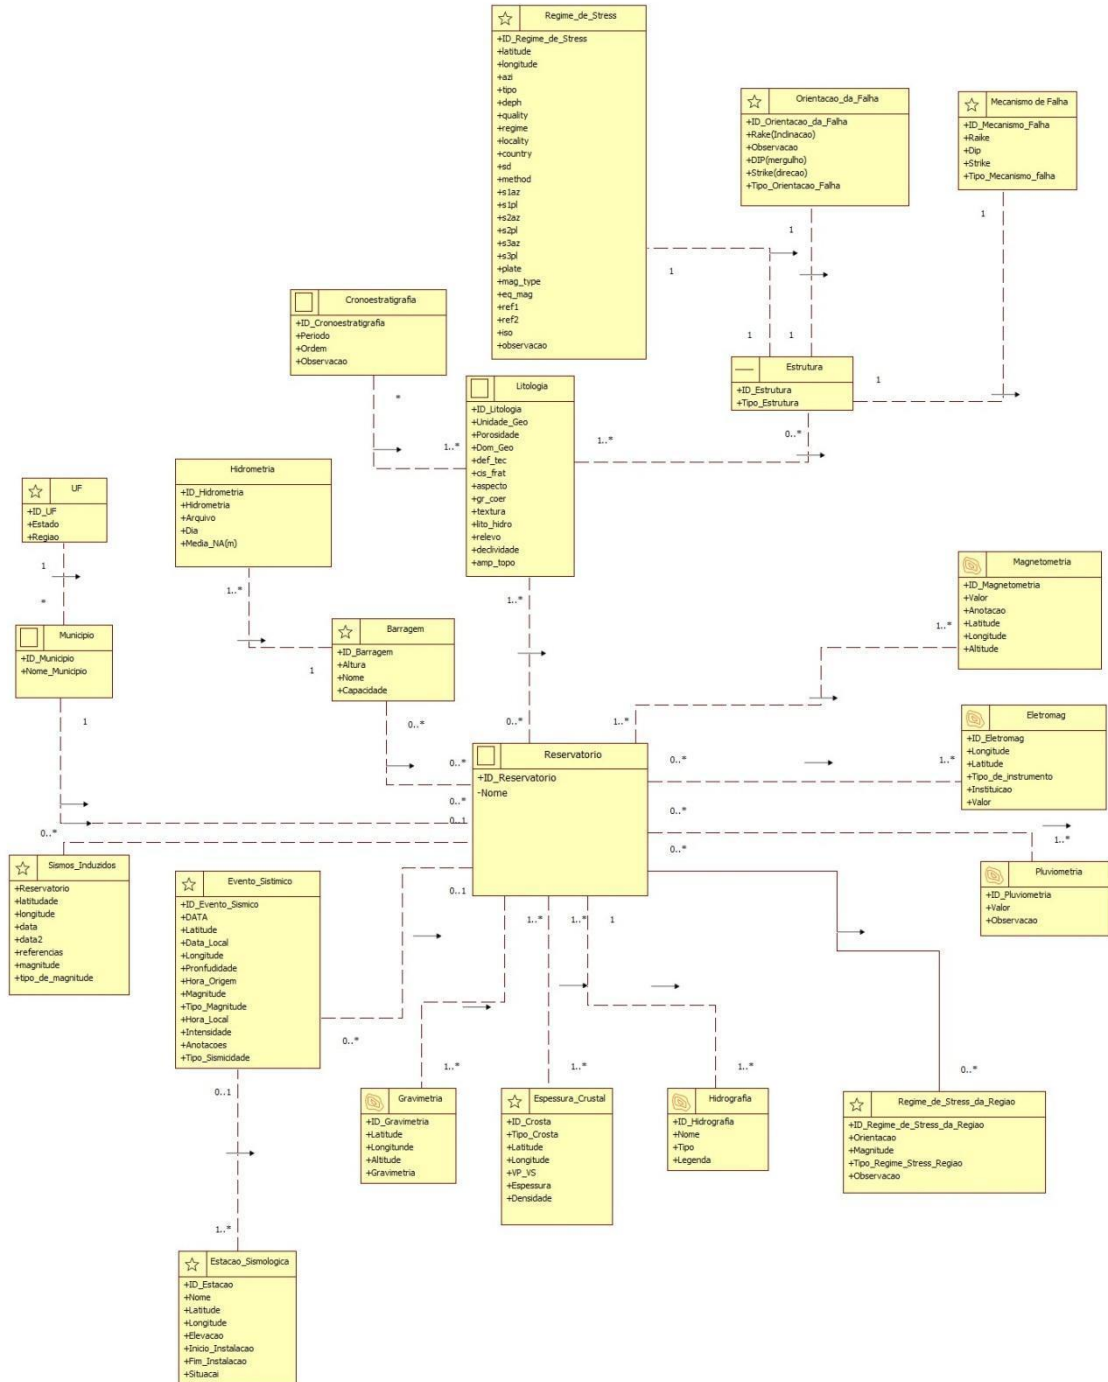 Regime_de_Stress
+ID_Regime_de_Stress
+latitude
+longitude
+azi
+tipo
+deph
+quality
+regime
+locality
+country
+sd
+method
+s1az
+s1pl
+s2az
+s2pl
+s3az
+s3pl
+plate
+mag_type
+eq_mag
+ref1
+ref2
+iso
+observacao
Orientacao_da_Falha
+ID_Orientacao_da_Falha
+Rake(Inclinacao)
+Observacao
+DIP(mergulho)
+Strike(direcao)
+Tipo_Orientacao_Falha
Mecanismo de Falha
+ID_Mecanismo_Falha
+Raike
+Dip
+Strike
+Tipo_Mecanismo_falha
1
1
1
1
1
1
Cronoestratigrafia
+ID_Cronoestratigrafia
+Periodo
+Ordem
+Observacao
*
1..*
Estrutura
+ID_Estrutura
+Tipo_Estrutura
0..*
1..*
Litologia
+ID_Litologia
+Unidade_Geo
+Porosidade
+Dom_Geo
+def_tec
+cis_frat
+aspecto
+gr_coer
+textura
+lito_hidro
+relevo
+declividade
+amp_topo
1..*
0..*
Hidrometria
+ID_Hidrometria
+Hidrometria
+Arquivo
+Dia
+Media_NA(m)
1..*
1
UF
+ID_UF
+Estado
+Regiao
1
*
Municipio
+ID_Municipio
+Nome_Municipio
1
Barragem
+ID_Barragem
+Altura
+Nome
+Capacidade
0..*
0..*
Magnetometria
+ID_Magnetometria
+Valor
+Anotacao
+Latitude
+Longitude
+Altitude
1..*
1..*
Eletromag
+ID_Eletromag
+Longitude
+Latitude
+Tipo_de_instrumento
+Instituicao
+Valor
0..*
1..*
Reservatorio
+ID_Reservatorio
-Nome
0..*
0..1
0..*
0..*
1..*
0..*
0..1
Pluviometria
+ID_Pluviometria
+Valor
+Observacao
Sismos_Induzidos
+Reservatorio
+latitudade
+longitude
+data
+data2
+referencias
+magnitude
+tipo_de_magnitude
Evento_Sistimico
+ID_Evento_Sismico
+DATA
+Latitude
+Data_Local
+Longitude
+Pronfudidade
+Hora_Origem
+Magnitude
+Tipo_Magnitude
+Hora_Local
+Intensidade
+Anotacoes
+Tipo_Sismicidade
0..*
0..1
1..*
1..*
1..*
1
1..*
1..*
1..*
0..*
Gravimetria
+ID_Gravimetria
+Latitude
+Longitunde
+Altitude
+Gravimetria
Espessura_Crustal
+ID_Crosta
+Tipo_Crosta
+Latitude
+Longitude
+VP_VS
+Espessura
+Densidade
Hidrografia
+ID_Hidrografia
+Nome
+Tipo
+Legenda
Regime_de_Stress_da_Regiao
+ID_Regime_de_Stress_da_Regiao
+Orientacao
+Magnitude
+Tipo_Regime_Stress_Regiao
+Observacao
Estacao_Sismologica
+ID_Estacao
+Nome
+Latitude
+Longitude
+Elevacao
+Inicio_Instalacao
+Fim_Instalacao
+Situacai